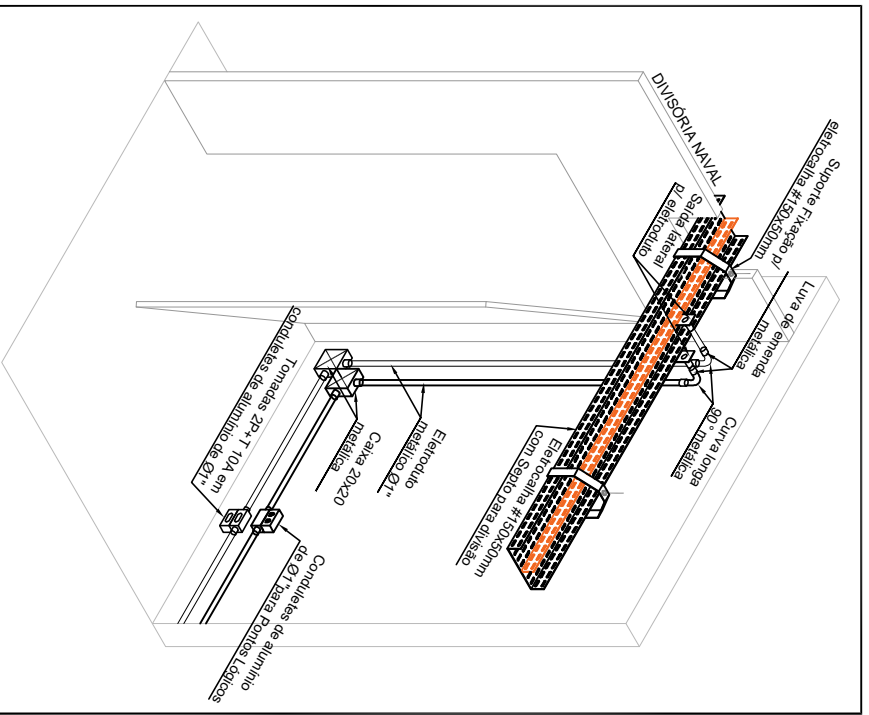 DIVISÓRIA NAVAL
Suporte Fixação p/
eletrocalha #150x50mm
Saída lateral
p/ eletroduto
Luva de emenda
metálica
Curva longa
90° metálica
Eletrocalha #150x50mm
com Septo para divisão
Eletroduto
metálico Ø1"
Caixa 20x20
metálica
Tomadas 2P+T 10A em
conduletes de alumínio de Ø1"
Conduletes de alumínio
de Ø1" para Pontos Lógicos